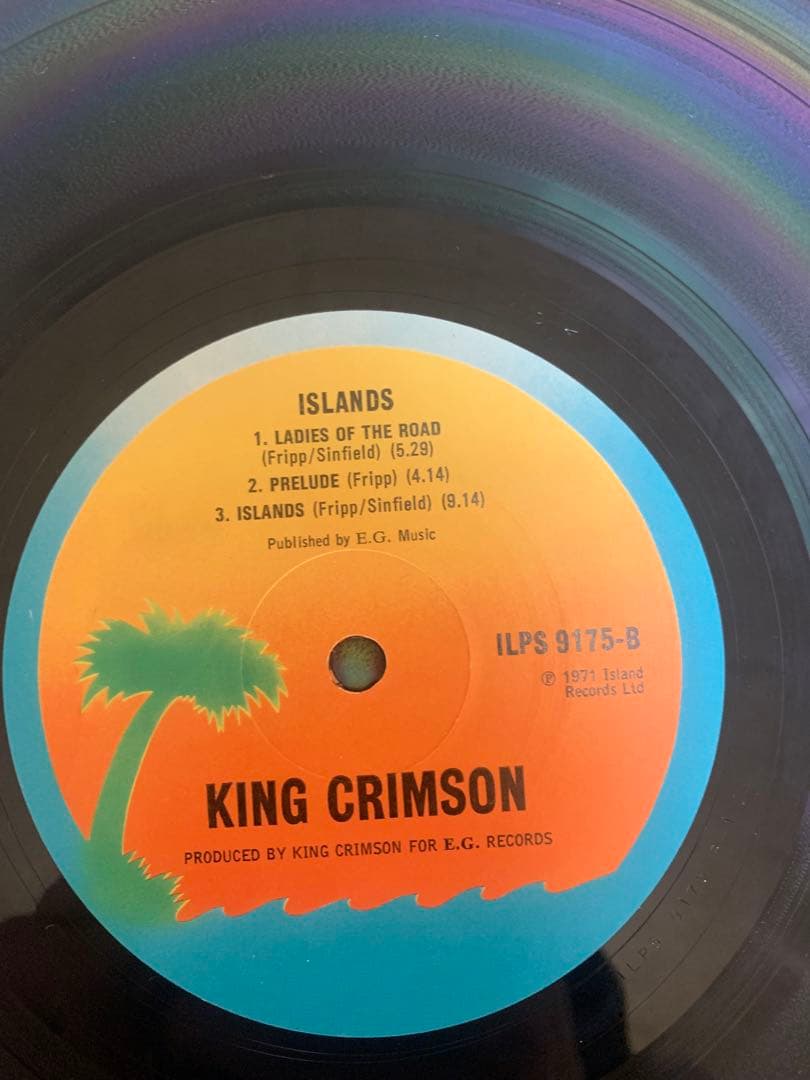 ISLANDS
1. LADIES OF THE ROAD
(Fripp/Sinfield) (5.29)
2. PRELUDE (Fripp) (4.14)
3. ISLANDS (Fripp/Sinfield) (9.14)
Published by E.G. Music
ILPS 9175-B
℗ 1971 Island
Records Ltd
KING CRIMSON
PRODUCED BY KING CRIMSON FOR E.G. RECORDS
ILPS